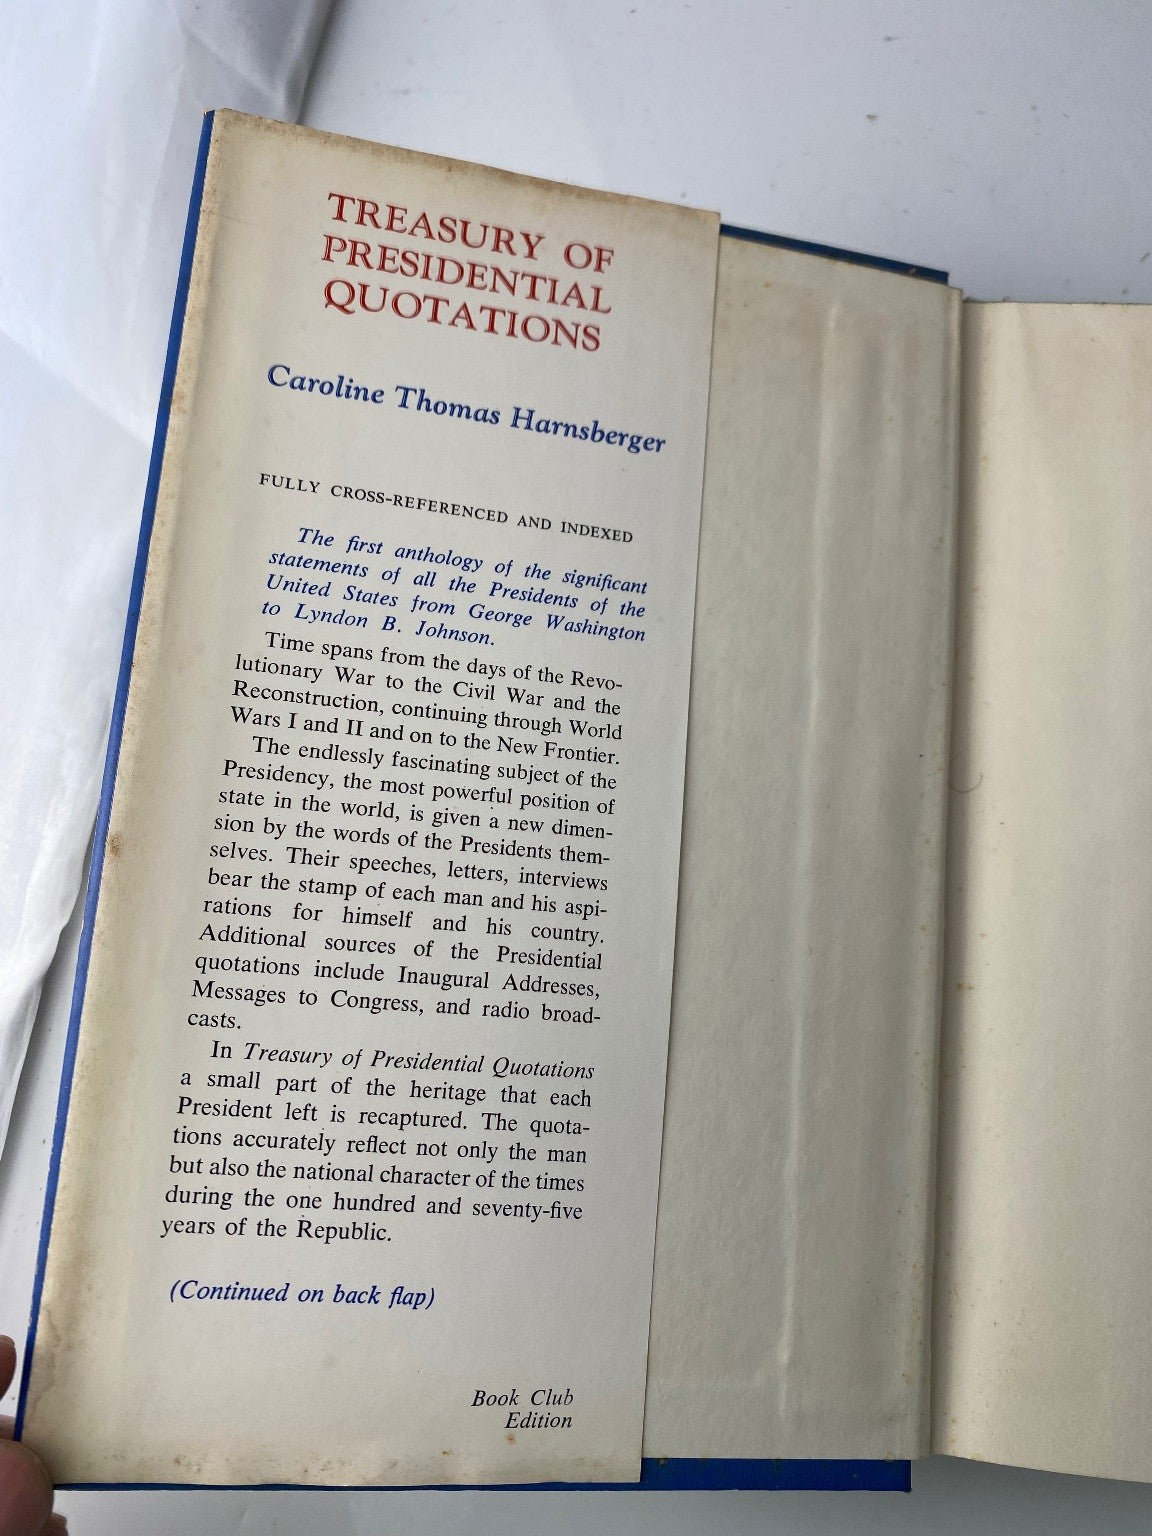 TREASURY OF
PRESIDENTIAL
QUOTATIONS
Caroline Thomas Harnsberger
FULLY CROSS-REFERENCED AND INDEXED
The first anthology of the significant
statements of all the Presidents of the
United States from George Washington
to Lyndon B. Johnson.
Time spans from the days of the Revo-
lutionary War to the Civil War and the
Reconstruction, continuing through World
Wars I and II and on to the New Frontier.
The endlessly fascinating subject of the
Presidency, the most powerful position of
state in the world, is given a new dimen-
sion by the words of the Presidents them-
selves. Their speeches, letters, interviews
bear the stamp of each man and his aspi-
rations for himself and his country.
Additional sources of the Presidential
quotations include Inaugural Addresses,
Messages to Congress, and radio broad-
casts.
In Treasury of Presidential Quotations
a small part of the heritage that each
President left is recaptured. The quota-
tions accurately reflect not only the man
but also the national character of the times
during the one hundred and seventy-five
years of the Republic.
(Continued on back flap)
Book Club
Edition